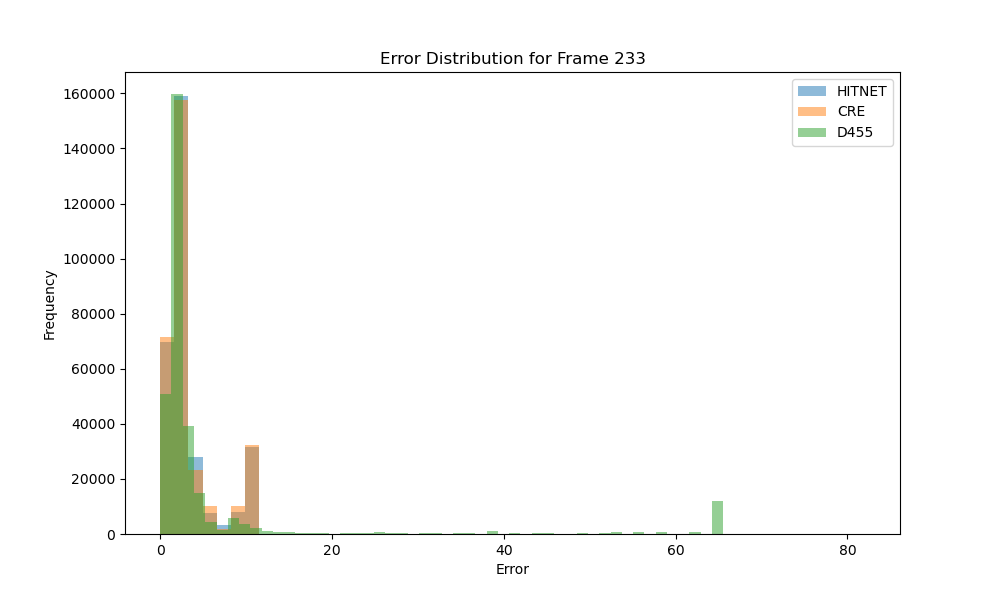 Error Distribution for Frame 233
HITNET
CRE
D455
160000
140000
120000
100000
80000
60000
40000
20000
0
Frequency
0 20 40 60 80
Error